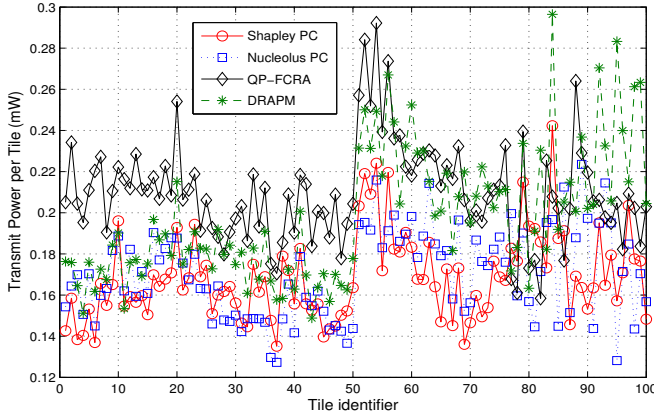 Transmit Power per Tile (mW)
0.3
0.28
0.26
0.24
0.22
0.2
0.18
0.16
0.14
0.12
Shapley PC
Nucleolus PC
QP-FCRA
DRAPM
0 10 20 30 40 50 60 70 80 90 100
Tile identifier